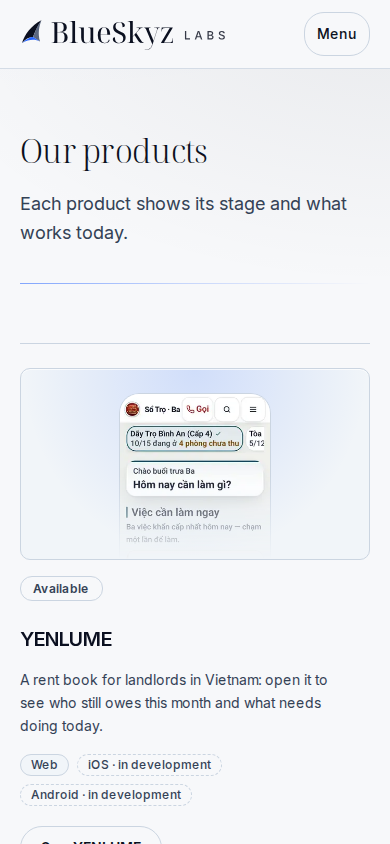 BlueSkyz LABS
Menu
Our products
Each product shows its stage and what
works today.
Sổ Trọ · Ba
Gọi
Dãy Trọ Bình An (Cấp 4) ✓
10/15 đang ở 4 phòng chưa thu
Tòa
5/12
Chào buổi trưa Ba
Hôm nay cần làm gì?
Việc cần làm ngay
Ba việc khẩn cấp nhất hôm nay — chạm
một lần để làm.
Available
YENLUME
A rent book for landlords in Vietnam: open it to
see who still owes this month and what needs
doing today.
Web
iOS · in development
Android · in development